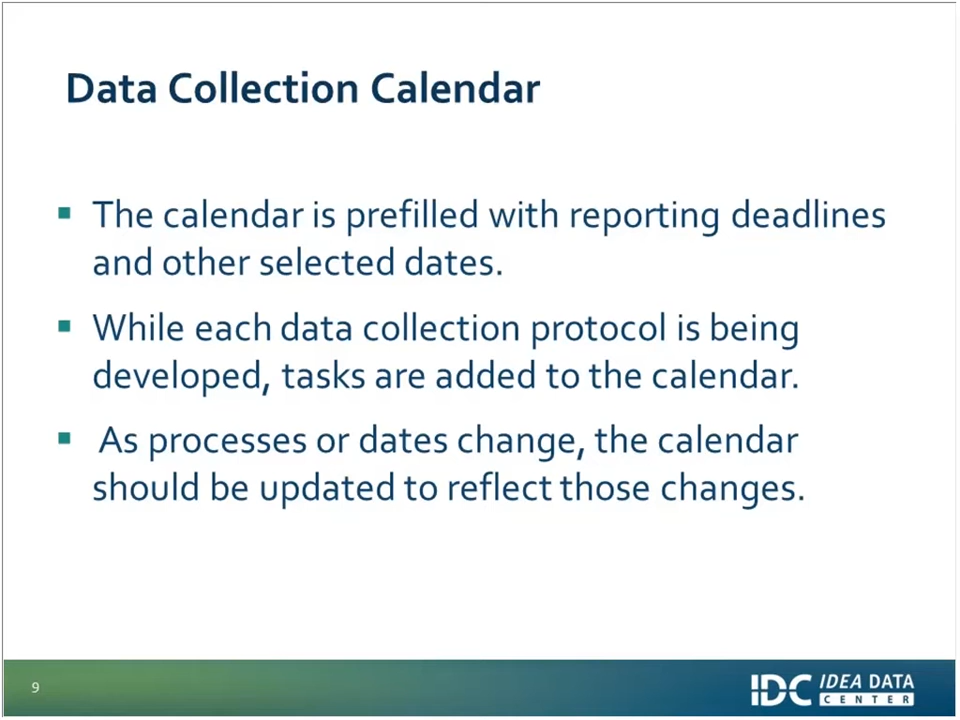 Data Collection Calendar
The calendar is prefilled with reporting deadlines
and other selected dates.
While each data collection protocol is being
developed, tasks are added to the calendar.
As processes or dates change, the calendar
should be updated to reflect those changes.
9
IDC IDEA DATA
CENTER